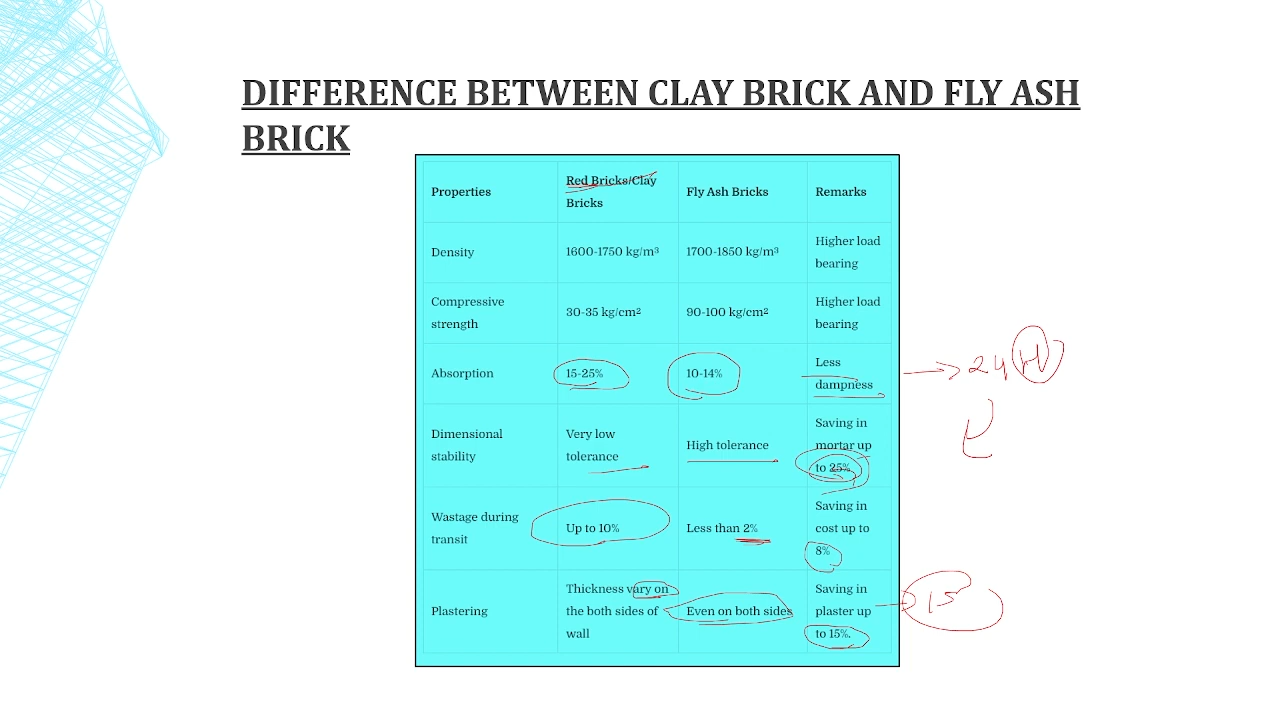 DIFFERENCE BETWEEN CLAY BRICK AND FLY ASH
BRICK
Properties
Red Bricks/Clay
Bricks
Fly Ash Bricks
Remarks
Density
1600-1750 kg/m³
1700-1850 kg/m³
Higher load
bearing
Compressive
strength
30-35 kg/cm²
90-100 kg/cm²
Higher load
bearing
Absorption
15-25%
10-14%
Less
dampness
24 H
Dimensional
stability
Very low
tolerance
High tolerance
Saving in
mortar up
to 25%
Wastage during
transit
Up to 10%
Less than 2%
Saving in
cost up to
8%
Plastering
Thickness vary on
the both sides of
wall
Even on both sides
Saving in
plaster up
to 15%.
15